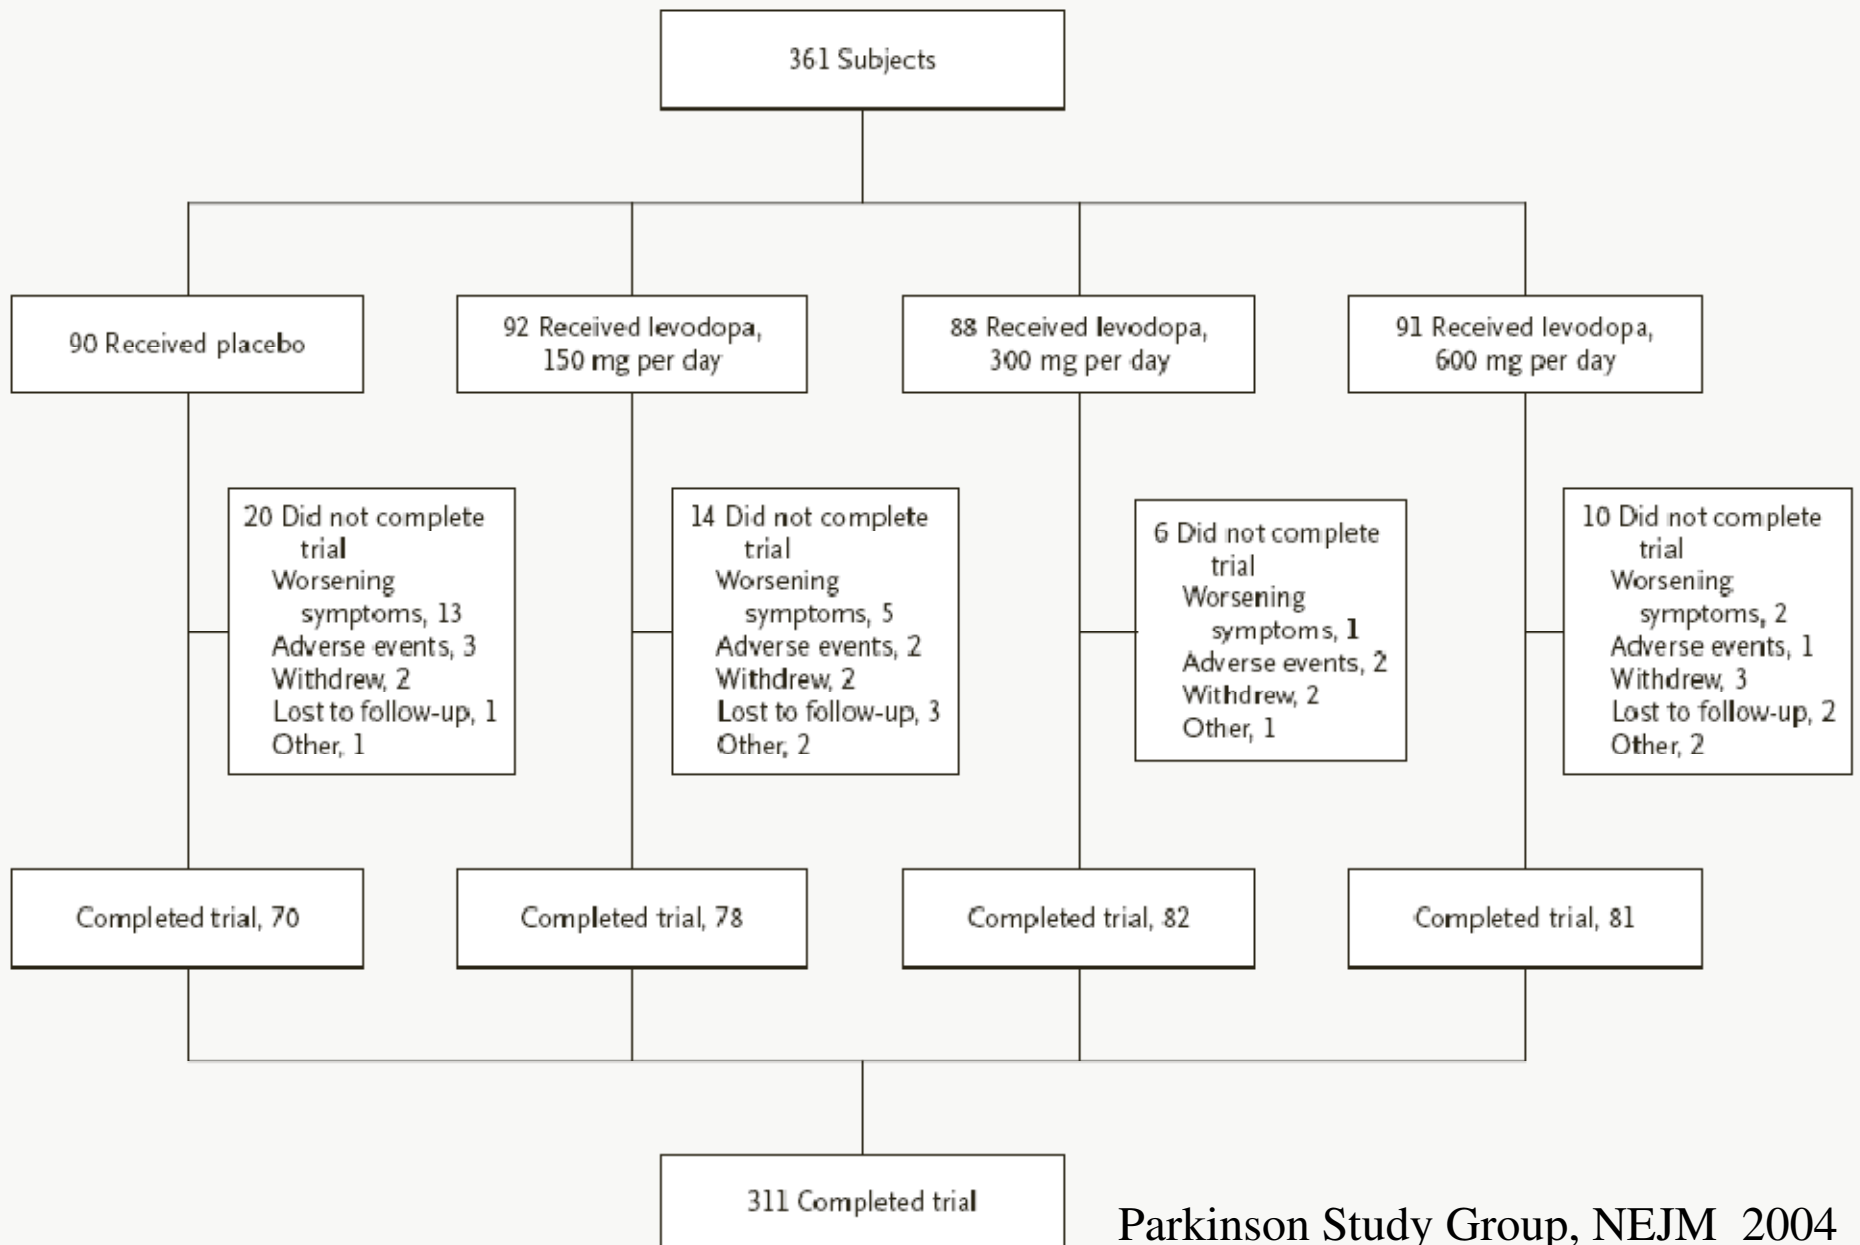 361 Subjects
90 Received placebo
92 Received levodopa,
150 mg per day
88 Received levodopa,
300 mg per day
91 Received levodopa,
600 mg per day
20 Did not complete
trial
Worsening
symptoms, 13
Adverse events, 3
Withdrew, 2
Lost to follow-up, 1
Other, 1
14 Did not complete
trial
Worsening
symptoms, 5
Adverse events, 2
Withdrew, 2
Lost to follow-up, 3
Other, 2
6 Did not complete
trial
Worsening
symptoms, 1
Adverse events, 2
Withdrew, 2
Other, 1
10 Did not complete
trial
Worsening
symptoms, 2
Adverse events, 1
Withdrew, 3
Lost to follow-up, 2
Other, 2
Completed trial, 70
Completed trial, 78
Completed trial, 82
Completed trial, 81
311 Completed trial
Parkinson Study Group, NEJM 2004